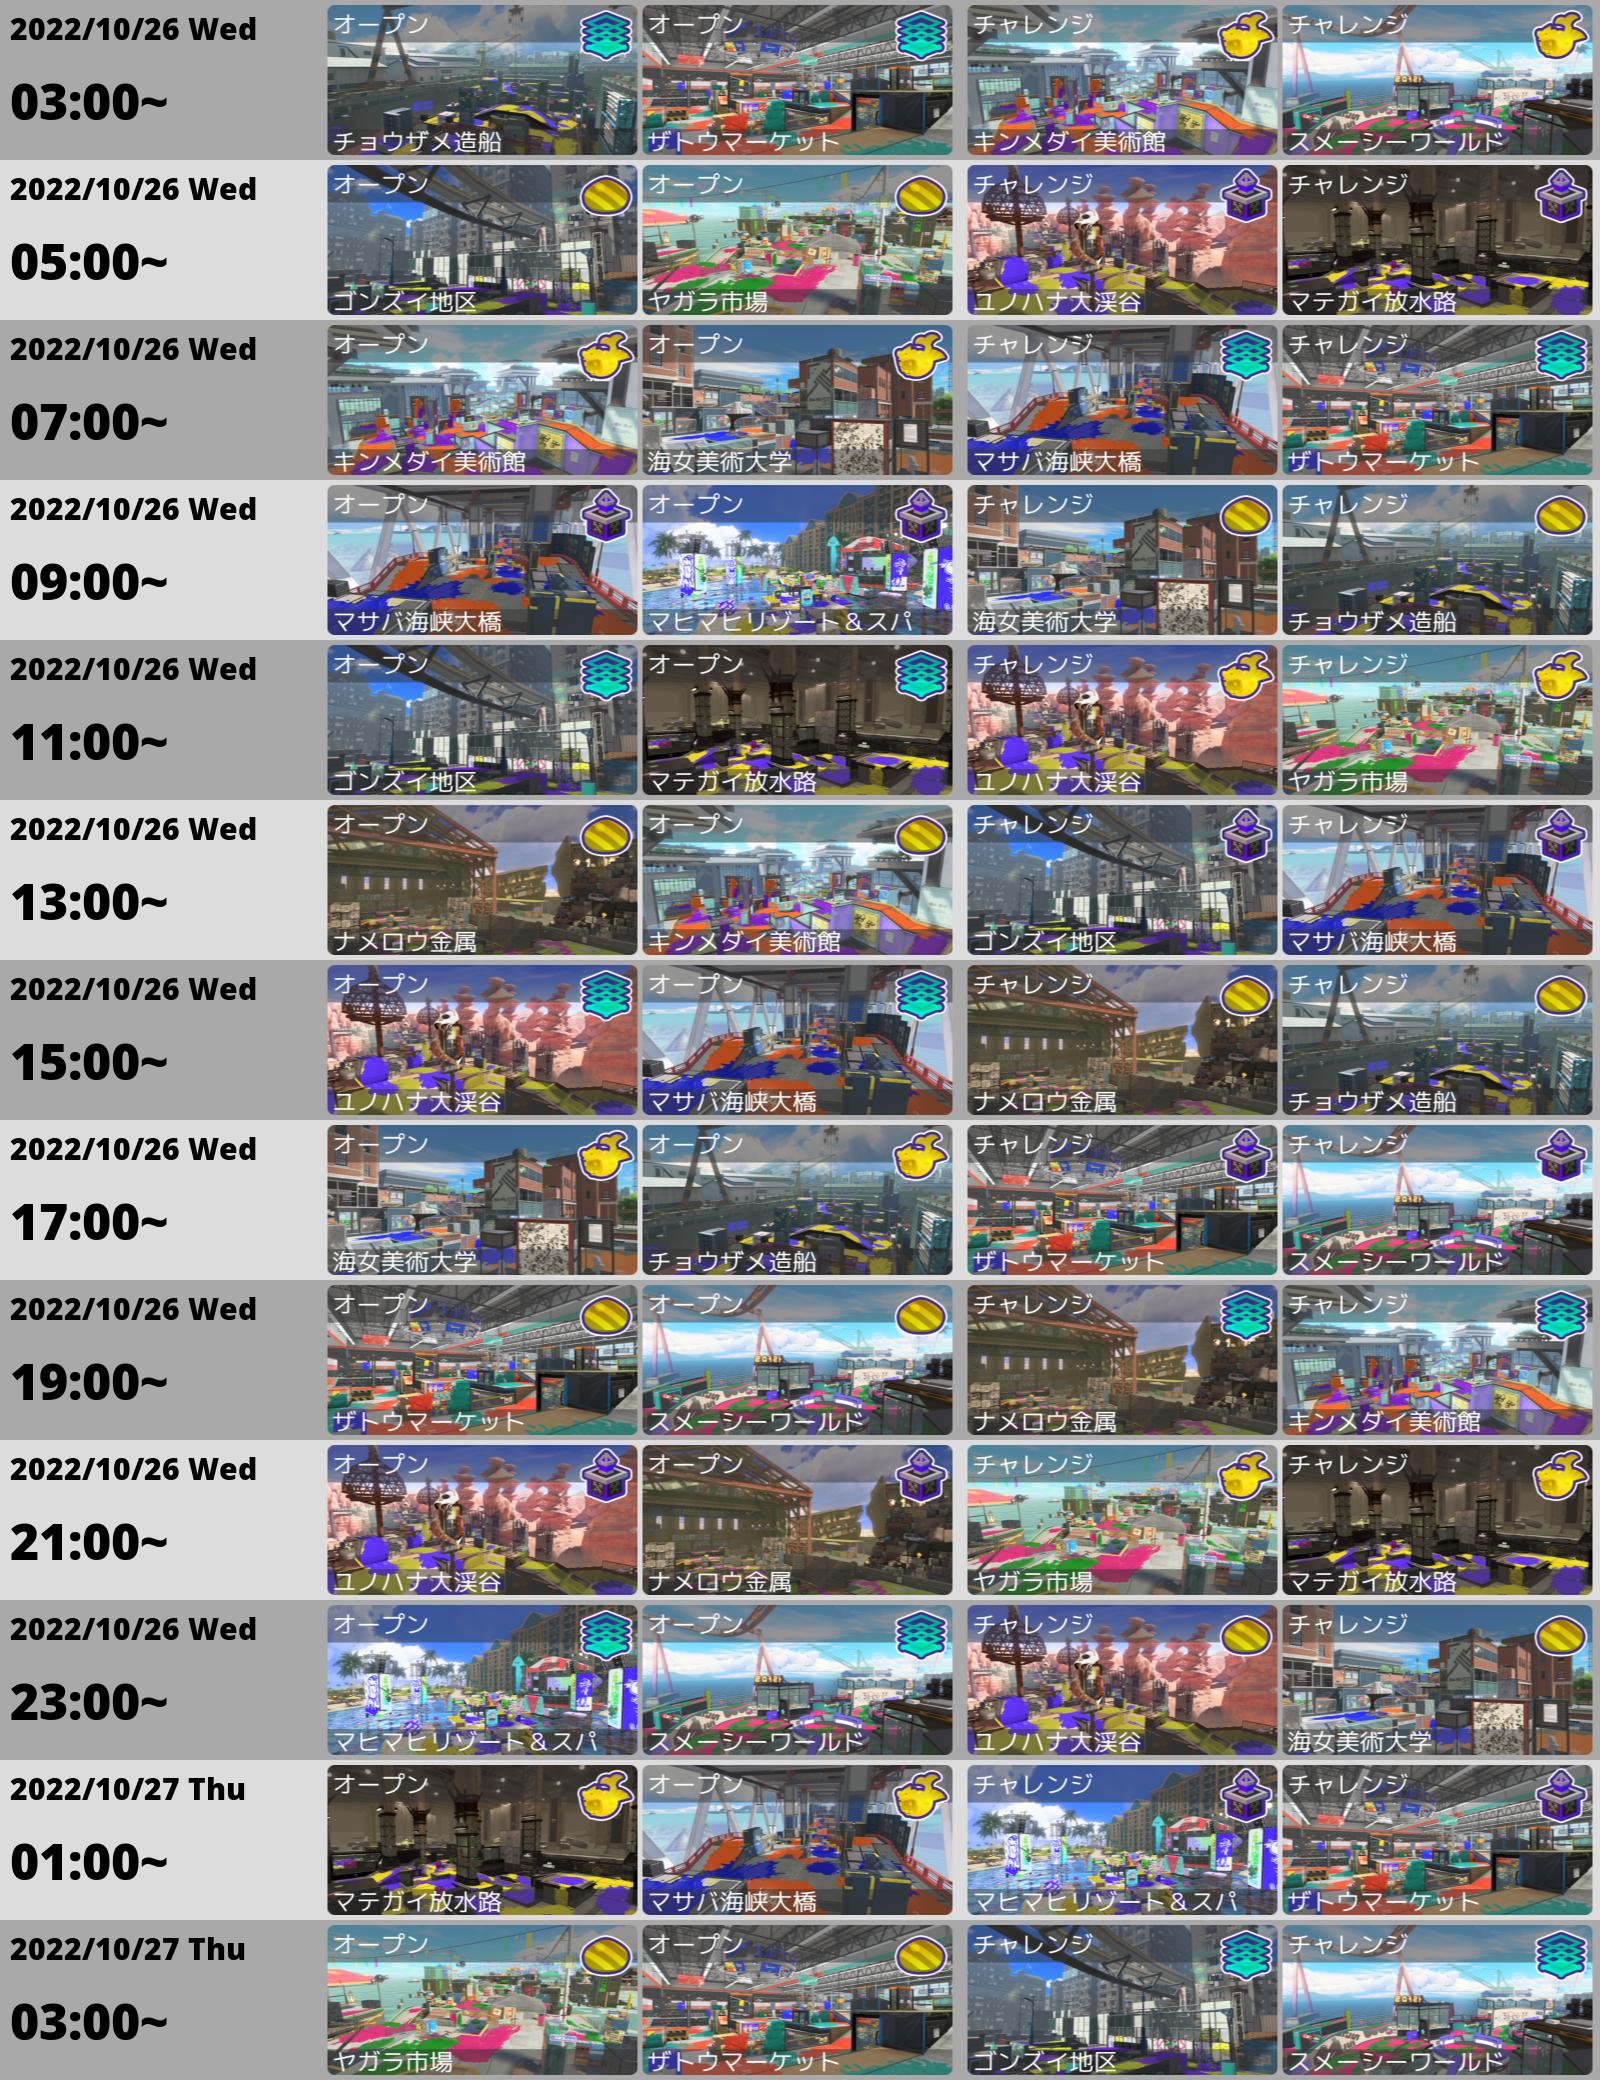 2022/10/26 Wed
03:00~
オープン
チョウザメ造船
オープン
ザトウマーケット
チャレンジ
キンメダイ美術館
チャレンジ
スメーシーワールド
2022/10/26 Wed
05:00~
オープン
ゴンズイ地区
オープン
ヤガラ市場
チャレンジ
ユノハナ大渓谷
チャレンジ
マテガイ放水路
2022/10/26 Wed
07:00~
オープン
キンメダイ美術館
オープン
海女美術大学
チャレンジ
マサバ海峡大橋
チャレンジ
ザトウマーケット
2022/10/26 Wed
09:00~
オープン
マサバ海峡大橋
オープン
マヒマヒリゾート＆スパ
チャレンジ
海女美術大学
チャレンジ
チョウザメ造船
2022/10/26 Wed
11:00~
オープン
ゴンズイ地区
オープン
マテガイ放水路
チャレンジ
ユノハナ大渓谷
チャレンジ
ヤガラ市場
2022/10/26 Wed
13:00~
オープン
ナメロウ金属
オープン
キンメダイ美術館
チャレンジ
ゴンズイ地区
チャレンジ
マサバ海峡大橋
2022/10/26 Wed
15:00~
オープン
ユノハナ大渓谷
オープン
マサバ海峡大橋
チャレンジ
ナメロウ金属
チャレンジ
チョウザメ造船
2022/10/26 Wed
17:00~
オープン
海女美術大学
オープン
チョウザメ造船
チャレンジ
ザトウマーケット
チャレンジ
スメーシーワールド
2022/10/26 Wed
19:00~
オープン
ザトウマーケット
オープン
スメーシーワールド
チャレンジ
ナメロウ金属
チャレンジ
キンメダイ美術館
2022/10/26 Wed
21:00~
オープン
ユノハナ大渓谷
オープン
ナメロウ金属
チャレンジ
ヤガラ市場
チャレンジ
マテガイ放水路
2022/10/26 Wed
23:00~
オープン
マヒマヒリゾート＆スパ
オープン
スメーシーワールド
チャレンジ
ユノハナ大渓谷
チャレンジ
海女美術大学
2022/10/27 Thu
01:00~
オープン
マテガイ放水路
オープン
マサバ海峡大橋
チャレンジ
マヒマヒリゾート＆スパ
チャレンジ
ザトウマーケット
2022/10/27 Thu
03:00~
オープン
ヤガラ市場
オープン
ザトウマーケット
チャレンジ
ゴンズイ地区
チャレンジ
スメーシーワールド